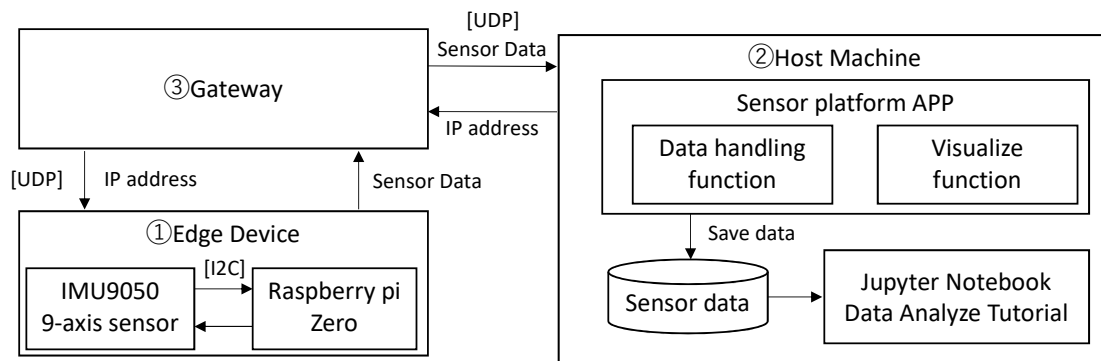 [UDP]
Sensor Data
③Gateway
IP address
[UDP]
IP address
Sensor Data
①Edge Device
[I2C]
IMU9050
9-axis sensor
Raspberry pi
Zero
②Host Machine
Sensor platform APP
Data handling
function
Visualize
function
Save data
Sensor data
Jupyter Notebook
Data Analyze Tutorial